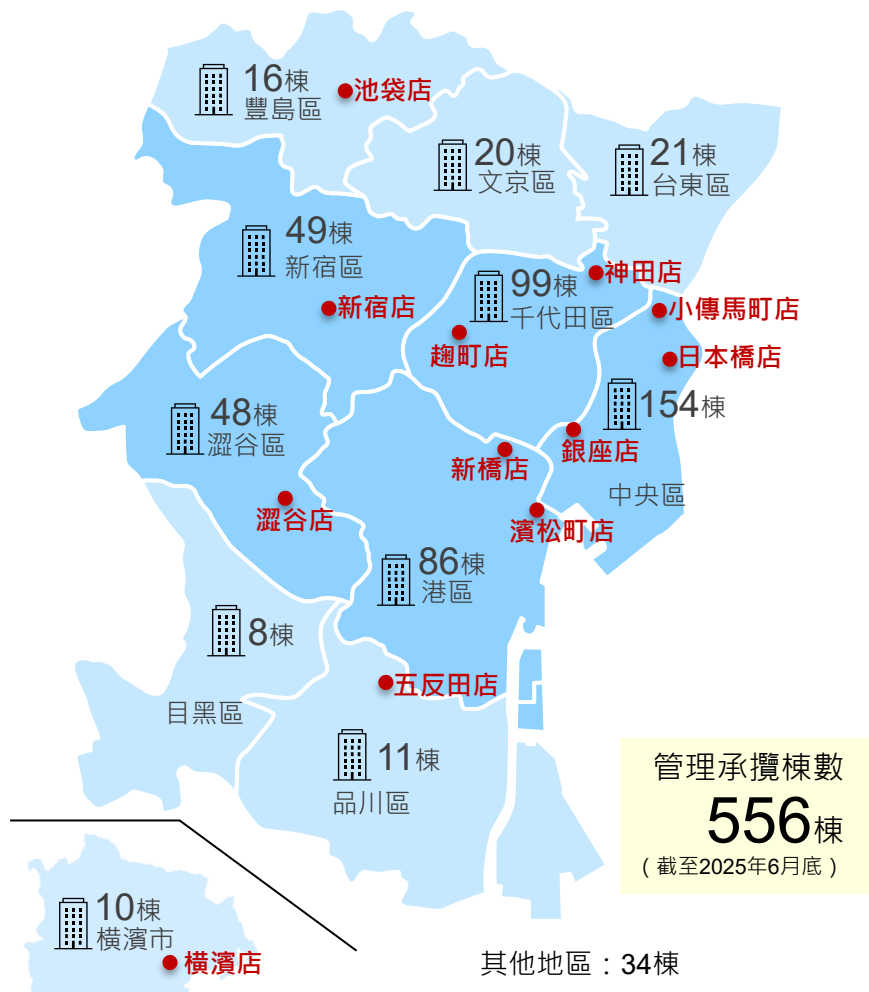 16棟
豐島區
池袋店
20棟
文京區
21棟
台東區
49棟
新宿區
新宿店
99棟
千代田區
神田店
小傳馬町店
麴町店
日本橋店
154棟
48棟
澀谷區
銀座店
新橋店
中央區
澀谷店
濱松町店
86棟
港區
8棟
目黑區
五反田店
11棟
品川區
管理承攬棟數
556棟
（截至2025年6月底）
10棟
橫濱市
橫濱店
其他地區：34棟